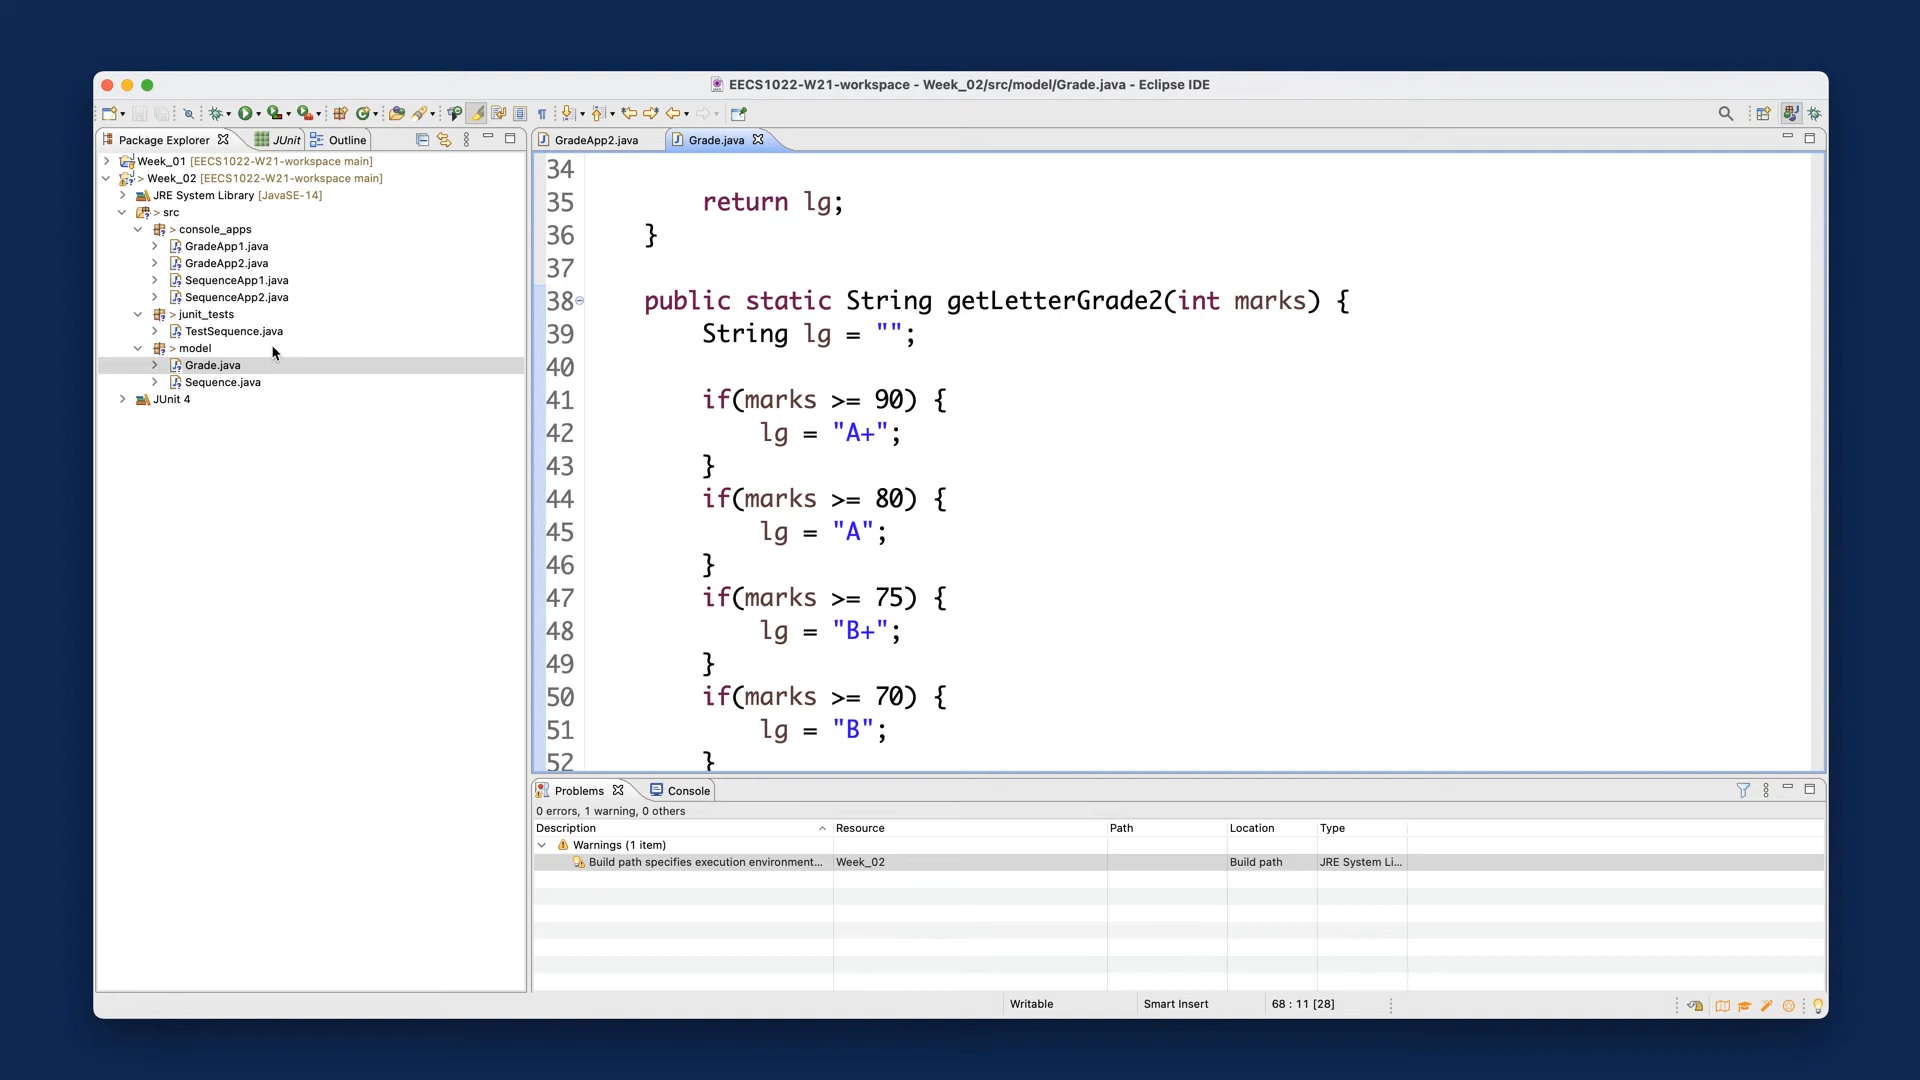 EECS1022-W21-workspace - Week_02/src/model/Grade.java - Eclipse IDE
Package Explorer
JUnit
Outline
Week_01 [EECS1022-W21-workspace main]
> Week_02 [EECS1022-W21-workspace main]
JRE System Library [JavaSE-14]
> src
> console_apps
GradeApp1.java
GradeApp2.java
SequenceApp1.java
SequenceApp2.java
> junit_tests
TestSequence.java
> model
Grade.java
Sequence.java
JUnit 4
GradeApp2.java
Grade.java
34
35 return lg;
36 }
37
38 public static String getLetterGrade2(int marks) {
39 String lg = "";
40
41 if(marks >= 90) {
42 lg = "A+";
43 }
44 if(marks >= 80) {
45 lg = "A";
46 }
47 if(marks >= 75) {
48 lg = "B+";
49 }
50 if(marks >= 70) {
51 lg = "B";
52 }
Problems
Console
0 errors, 1 warning, 0 others
Description Resource Path Location Type
Warnings (1 item)
Build path specifies execution environment... Week_02 Build path JRE System Li...
Writable Smart Insert 68 : 11 [28]